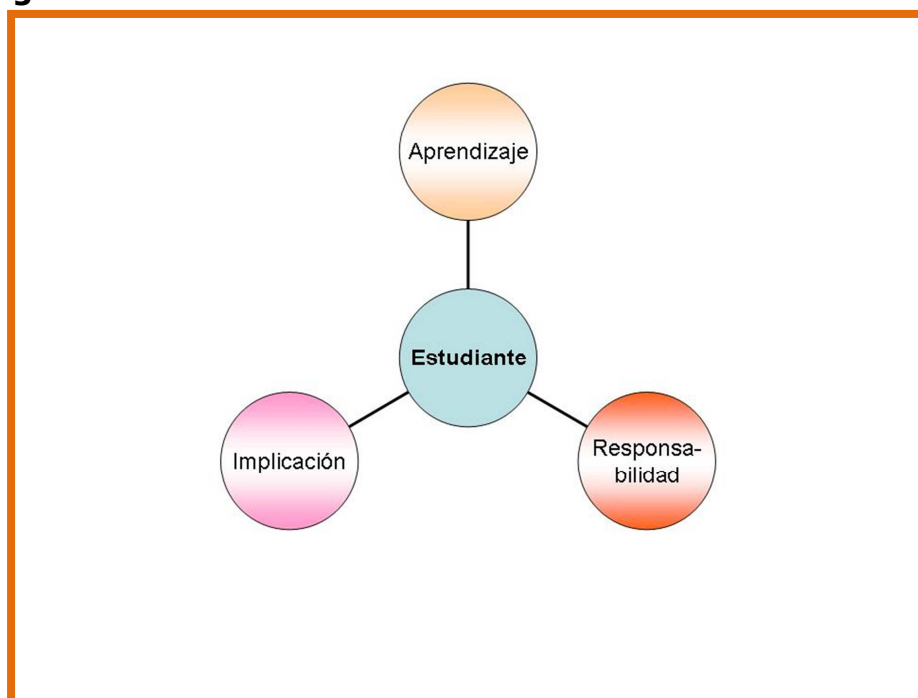 Aprendizaje
Estudiante
Implicación
Responsa-
bilidad